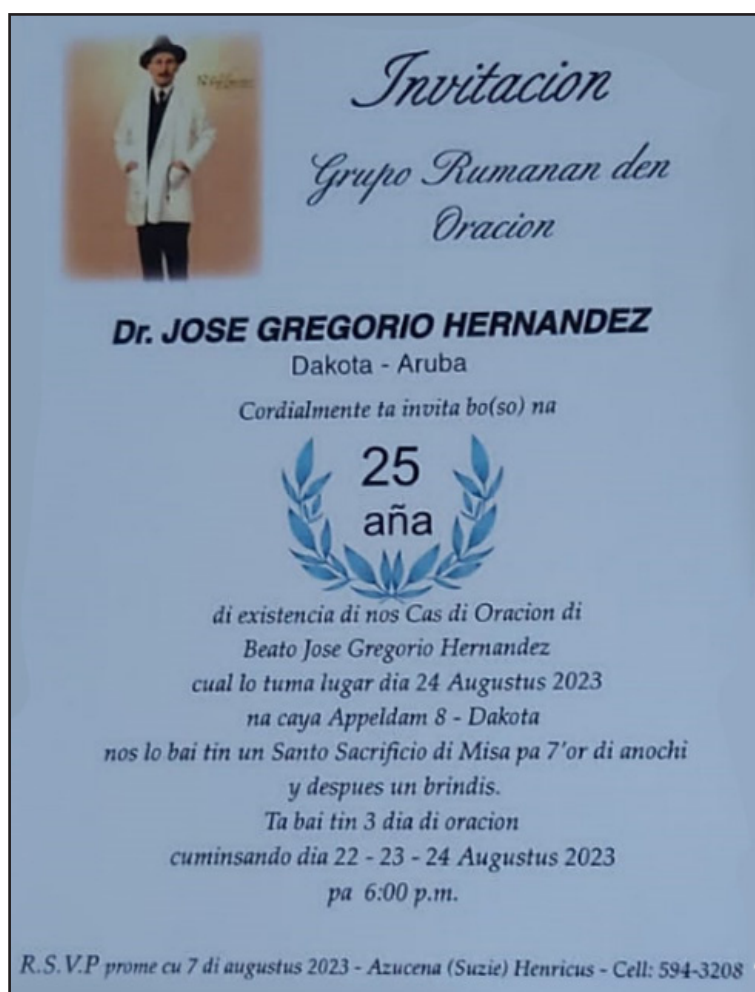 Invitacion
Grupo Rumanan den
Oracion
Dr. JOSE GREGORIO HERNANDEZ
Dakota - Aruba
Cordialmente ta invita bo(so) na
25
aña
di existencia di nos Cas di Oracion di
Beato Jose Gregorio Hernandez
cual lo tuma lugar dia 24 Augustus 2023
na caya Appeldam 8 - Dakota
nos lo bai tin un Santo Sacrificio di Misa pa 7'or di anochi
y despues un brindis.
Ta bai tin 3 dia di oracion
cuminsando dia 22 - 23 - 24 Augustus 2023
pa 6:00 p.m.
R.S.V.P prome cu 7 di augustus 2023 - Azucena (Suzie) Henricus - Cell: 594-3208